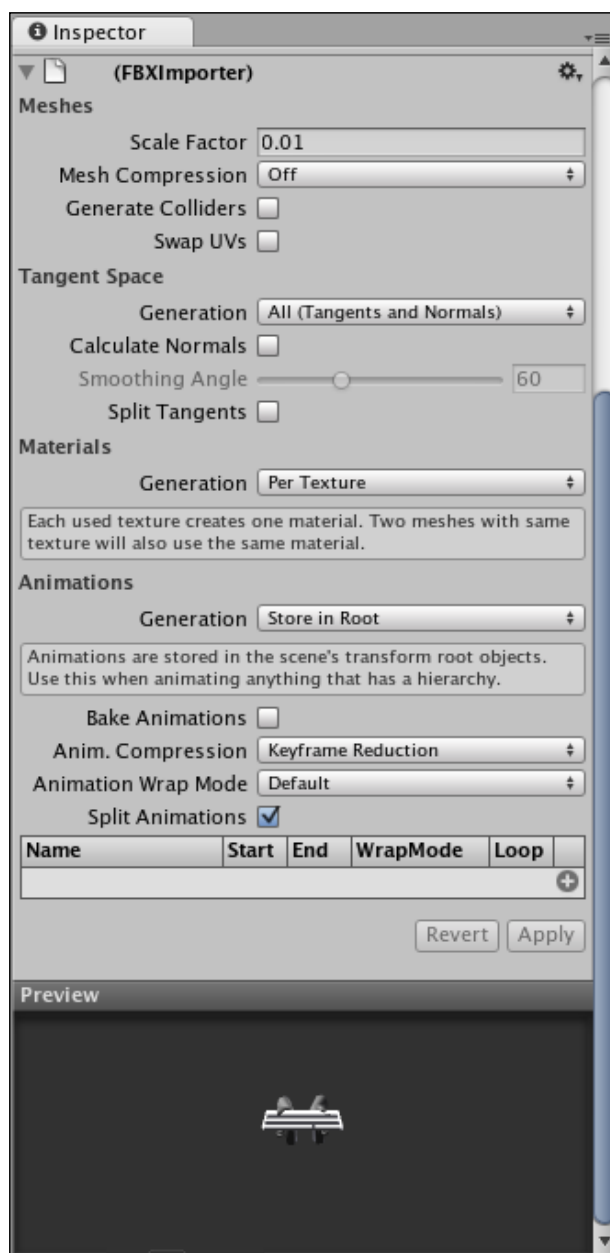 Inspector
(FBXImporter)
Meshes
Scale Factor 0.01
Mesh Compression Off
Generate Colliders
Swap UVs
Tangent Space
Generation All (Tangents and Normals)
Calculate Normals
Smoothing Angle 60
Split Tangents
Materials
Generation Per Texture
Each used texture creates one material. Two meshes with same
texture will also use the same material.
Animations
Generation Store in Root
Animations are stored in the scene's transform root objects.
Use this when animating anything that has a hierarchy.
Bake Animations
Anim. Compression Keyframe Reduction
Animation Wrap Mode Default
Split Animations
Name Start End WrapMode Loop
Revert Apply
Preview